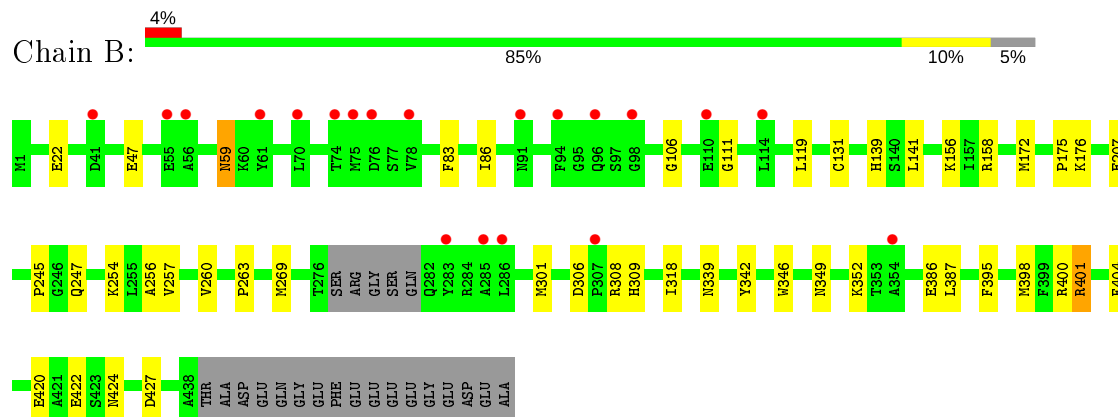 4%
Chain B:
85% 10% 5%
M1 E22 D41 E47 E55 A56 N59 K60 Y61 L70 T74 M75 D76 S77 V78 F83 I86 N91 F94 G95 Q96 S97 G98 G106 E110 G111 L114 L119 C131 H139 S140 L141 K156 I157 R158 M172 P175 K176
P245 G246 Q247 K254 L255 A256 V257 V260 P263 M269 T276 SER ARG GLY SER GLN Q282 Y283 R284 A285 L286 M301 D306 P307 R308 H309 I318 N339 Y342 W346 N349 K352 T353 A354 E386 L387 F395 M398 F399 R400 R401
E420 A421 E422 S423 N424 D427 A438 THR ALA ASP GLU GLN GLY GLU PHE GLU GLU GLU GLU GLY GLU ASP GLU ALA